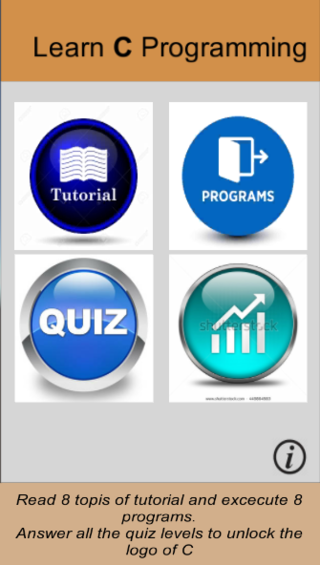 Learn C Programming
Tutorial
PROGRAMS
QUIZ
shutterstock
i
Read 8 topis of tutorial and excecute 8
programs.
Answer all the quiz levels to unlock the
logo of C